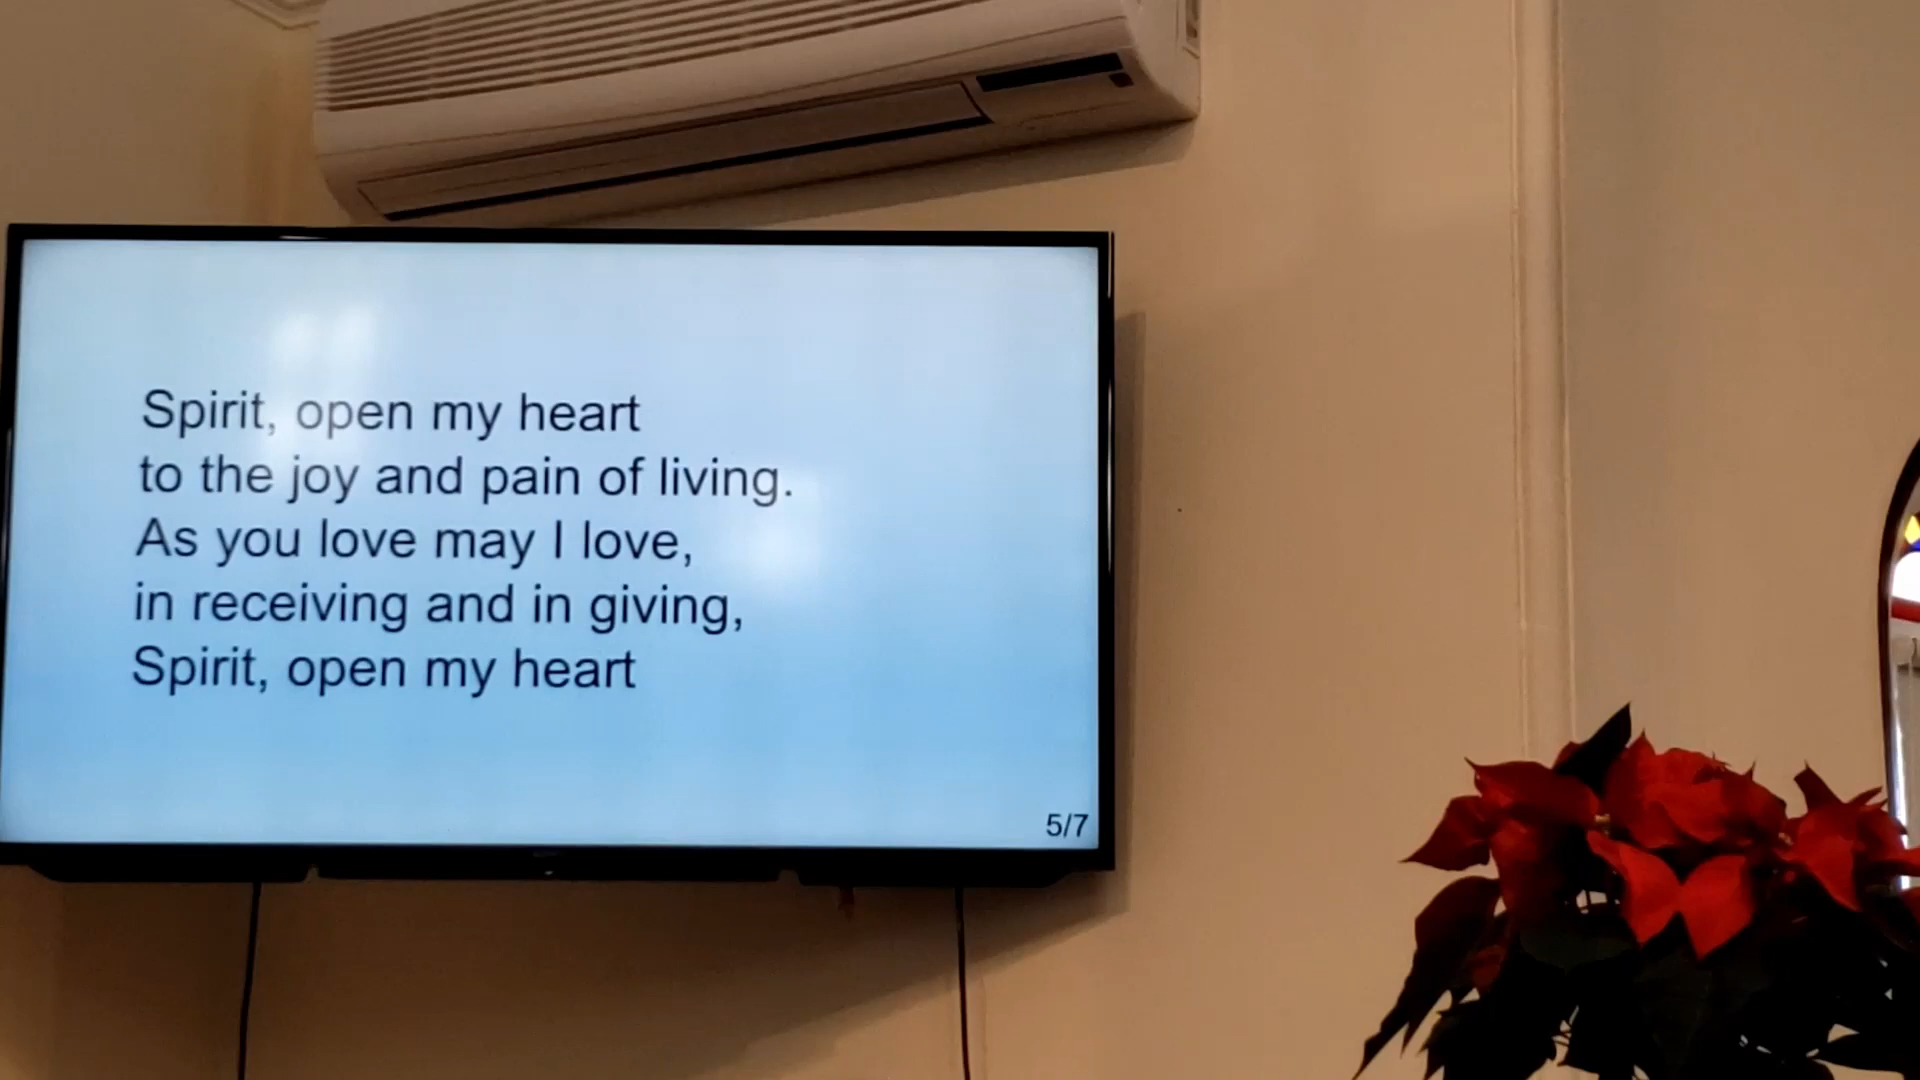 Spirit, open my heart
to the joy and pain of living.
As you love may I love,
in receiving and in giving,
Spirit, open my heart
5/7